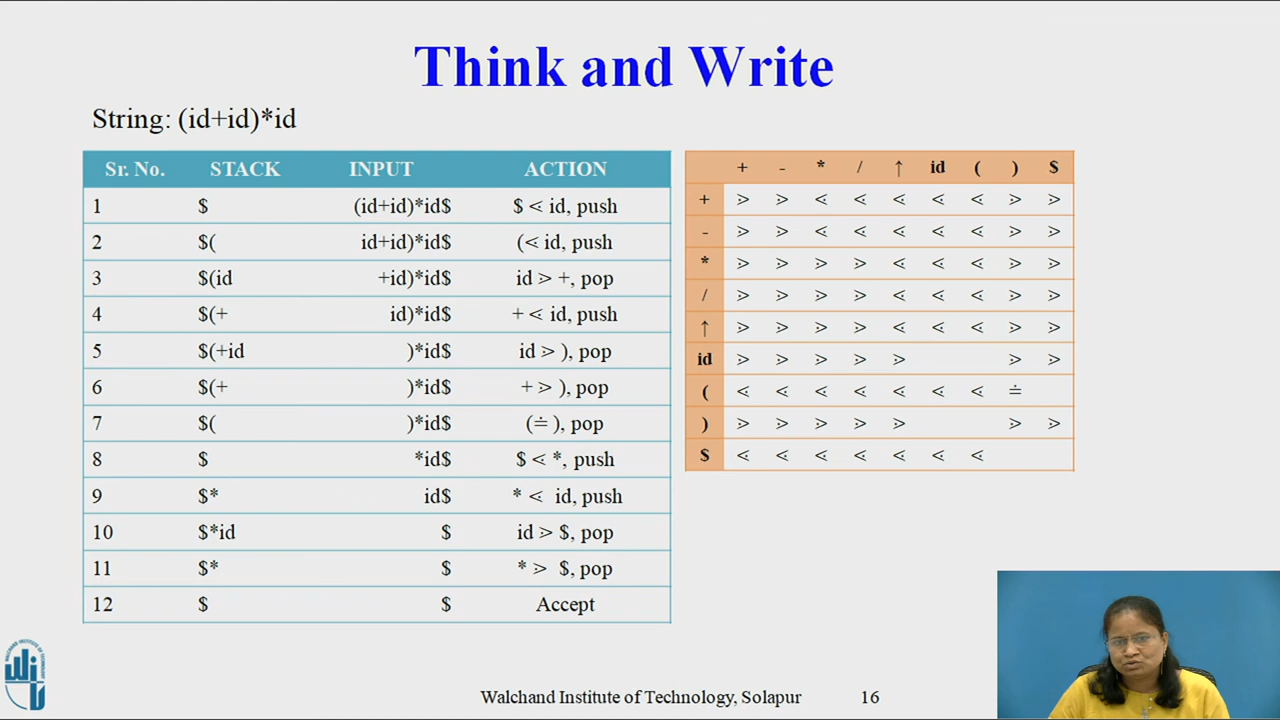 Think and Write
String: (id+id)*id
Sr. No. STACK INPUT ACTION
1 $ (id+id)*id$ $ ⋖ id, push
2 $( id+id)*id$ (⋖ id, push
3 $(id +id)*id$ id ⋗ +, pop
4 $(+ id)*id$ + ⋖ id, push
5 $(+id )*id$ id ⋗ ), pop
6 $(+ )*id$ + ⋗ ), pop
7 $( )*id$ (≐ ), pop
8 $ *id$ $ ⋖ *, push
9 $* id$ * ⋖ id, push
10 $*id $ id ⋗ $, pop
11 $* $ * ⋗ $, pop
12 $ $ Accept
+ - * / ↑ id ( ) $
+ ⋗ ⋗ ⋖ ⋖ ⋖ ⋖ ⋖ ⋗ ⋗
- ⋗ ⋗ ⋖ ⋖ ⋖ ⋖ ⋖ ⋗ ⋗
* ⋗ ⋗ ⋗ ⋗ ⋖ ⋖ ⋖ ⋗ ⋗
/ ⋗ ⋗ ⋗ ⋗ ⋖ ⋖ ⋖ ⋗ ⋗
↑ ⋗ ⋗ ⋗ ⋗ ⋖ ⋖ ⋖ ⋗ ⋗
id ⋗ ⋗ ⋗ ⋗ ⋗ ⋗ ⋗
( ⋖ ⋖ ⋖ ⋖ ⋖ ⋖ ⋖ ≐
) ⋗ ⋗ ⋗ ⋗ ⋗ ⋗ ⋗
$ ⋖ ⋖ ⋖ ⋖ ⋖ ⋖ ⋖
Walchand Institute of Technology, Solapur 16